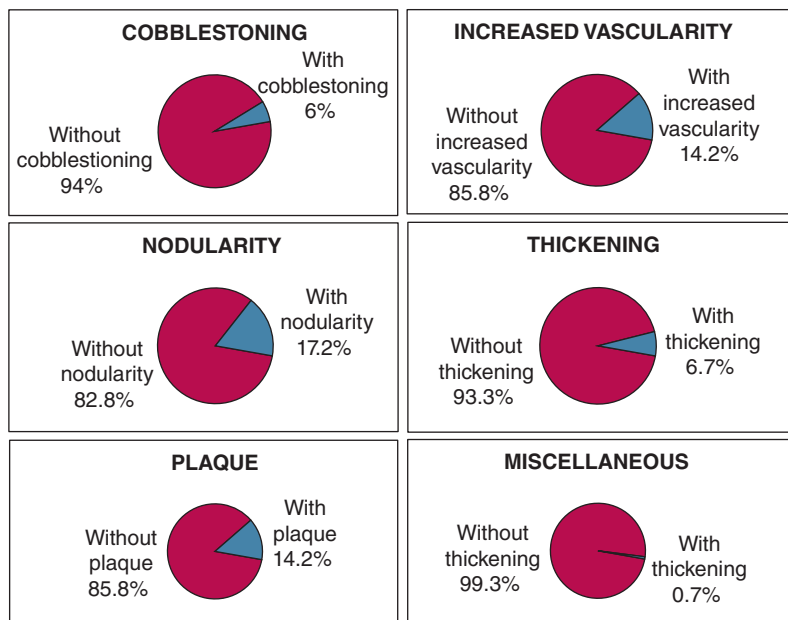 COBBLESTONING
With
cobblestoning
6%
Without
cobblestioning
94%
INCREASED VASCULARITY
With
increased
vascularity
14.2%
Without
increased
vascularity
85.8%
NODULARITY
With
nodularity
17.2%
Without
nodularity
82.8%
THICKENING
With
thickening
6.7%
Without
thickening
93.3%
PLAQUE
With
plaque
14.2%
Without
plaque
85.8%
MISCELLANEOUS
Without
thickening
99.3%
With
thickening
0.7%